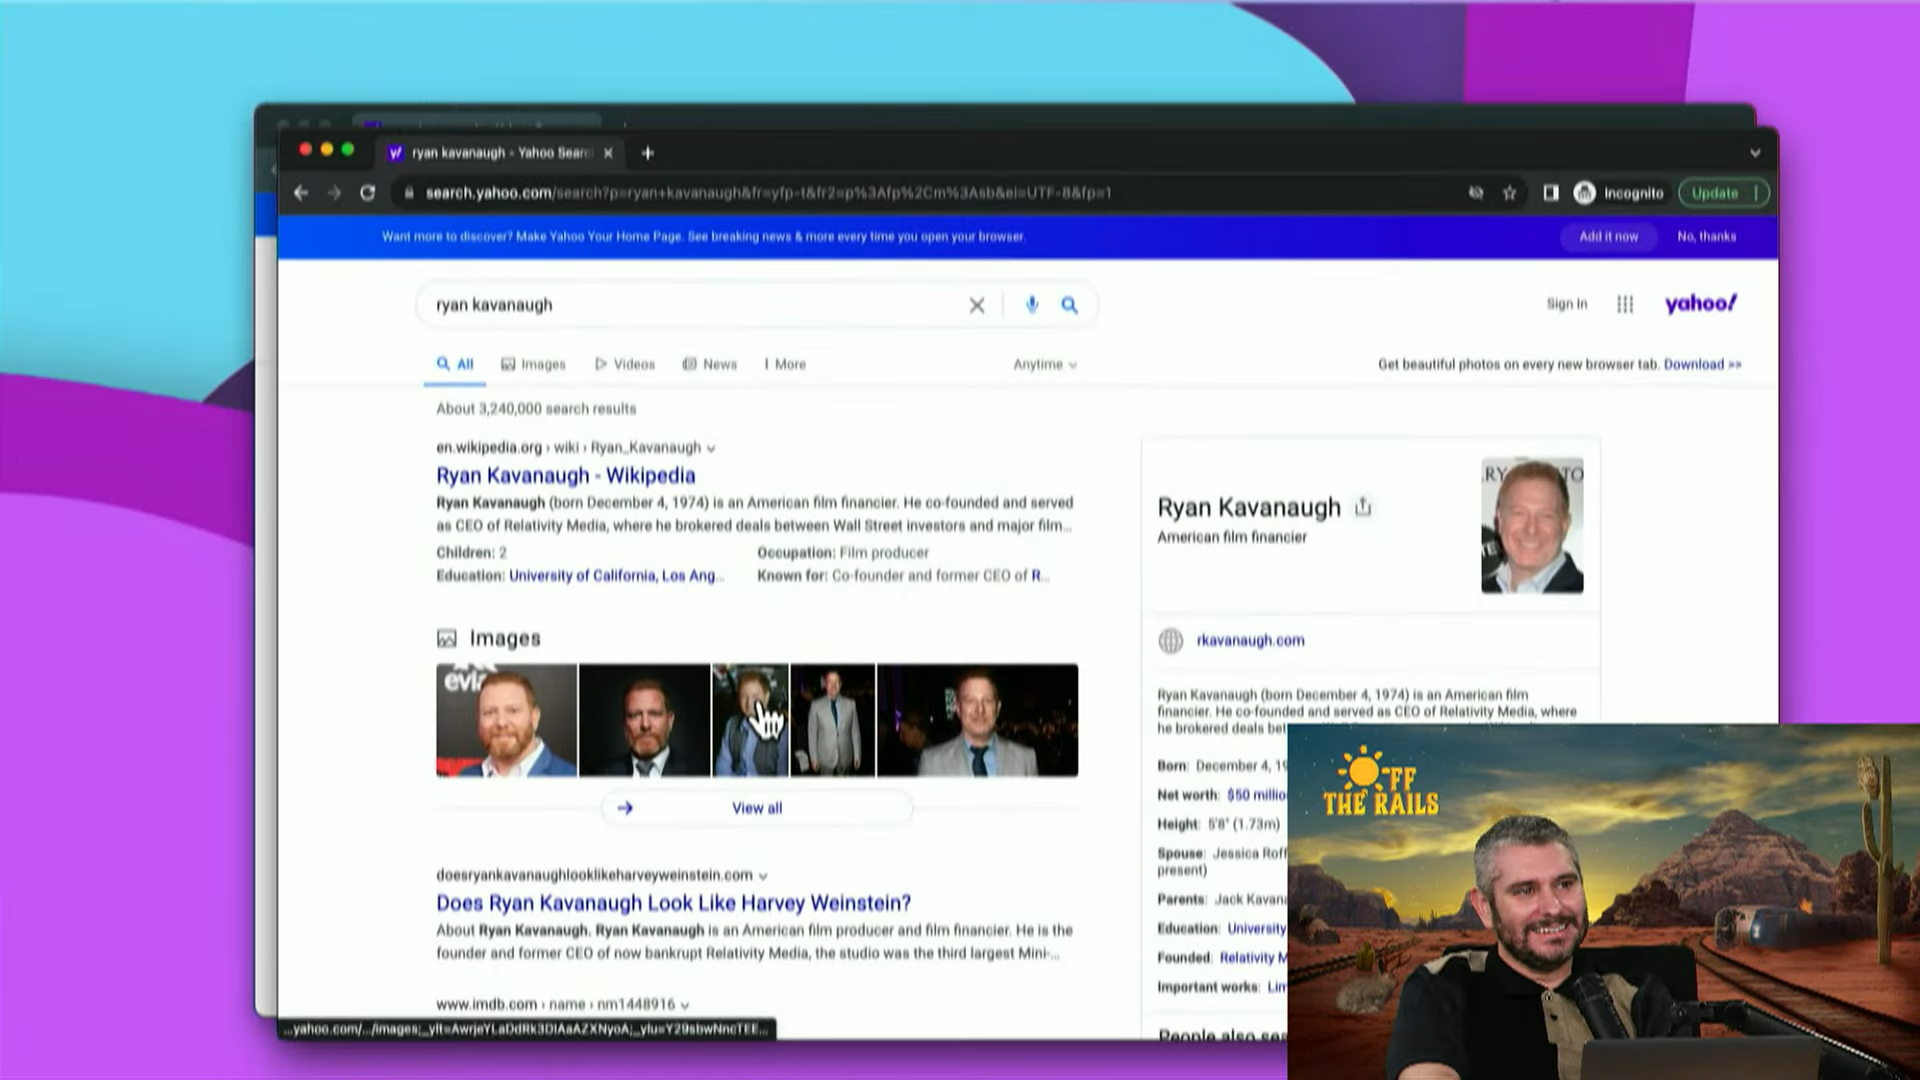 ryan kavanaugh - Yahoo Sear
search.yahoo.com/search?p=ryan+kavanaugh&fr=yfp-t&fr2=p%3Afp%2Cm%3Asb&ei=UTF-8&fp=1
Incognito
Update
Want more to discover? Make Yahoo Your Home Page. See breaking news & more every time you open your browser.
Add it now
No, thanks
ryan kavanaugh
Sign In
yahoo!
All
Images
Videos
News
More
Anytime
Get beautiful photos on every new browser tab. Download >>
About 3,240,000 search results
en.wikipedia.org › wiki › Ryan_Kavanaugh
Ryan Kavanaugh - Wikipedia
Ryan Kavanaugh (born December 4, 1974) is an American film financier. He co-founded and served
as CEO of Relativity Media, where he brokered deals between Wall Street investors and major film...
Children: 2
Occupation: Film producer
Education: University of California, Los Ang...
Known for: Co-founder and former CEO of R...
Images
evia
View all
doesryankavanaughlooklikeharveyweinstein.com
Does Ryan Kavanaugh Look Like Harvey Weinstein?
About Ryan Kavanaugh. Ryan Kavanaugh is an American film producer and film financier. He is the
founder and former CEO of now bankrupt Relativity Media, the studio was the third largest Mini-...
www.imdb.com › name › nm1448916
Ryan Kavanaugh
American film financier
rkavanaugh.com
Ryan Kavanaugh (born December 4, 1974) is an American film
financier. He co-founded and served as CEO of Relativity Media, where
he brokered deals bet
Born: December 4, 19
Net worth: $50 millio
Height: 5'8" (1.73m)
Spouse: Jessica Roff
present)
Parents: Jack Kavana
Education: University
Founded: Relativity M
Important works: Lim
People also sea
OFF
THE RAILS